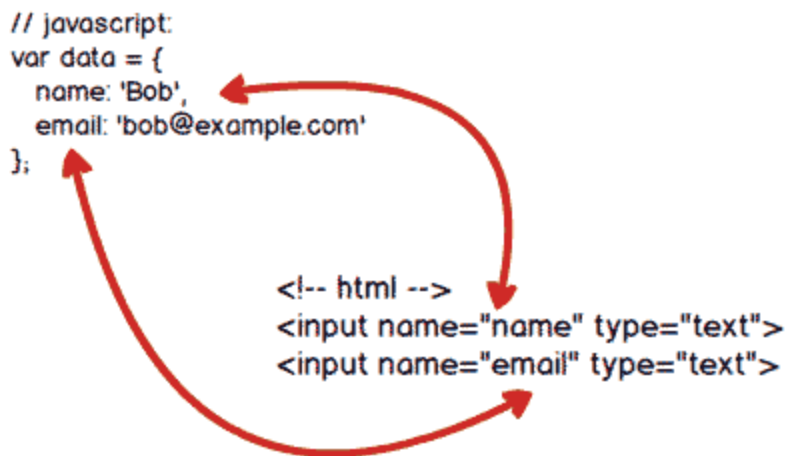 // javascript:
var data = {
name: 'Bob',
email: 'bob@example.com'
};
<!-- html -->
<input name="name" type="text">
<input name="email" type="text">